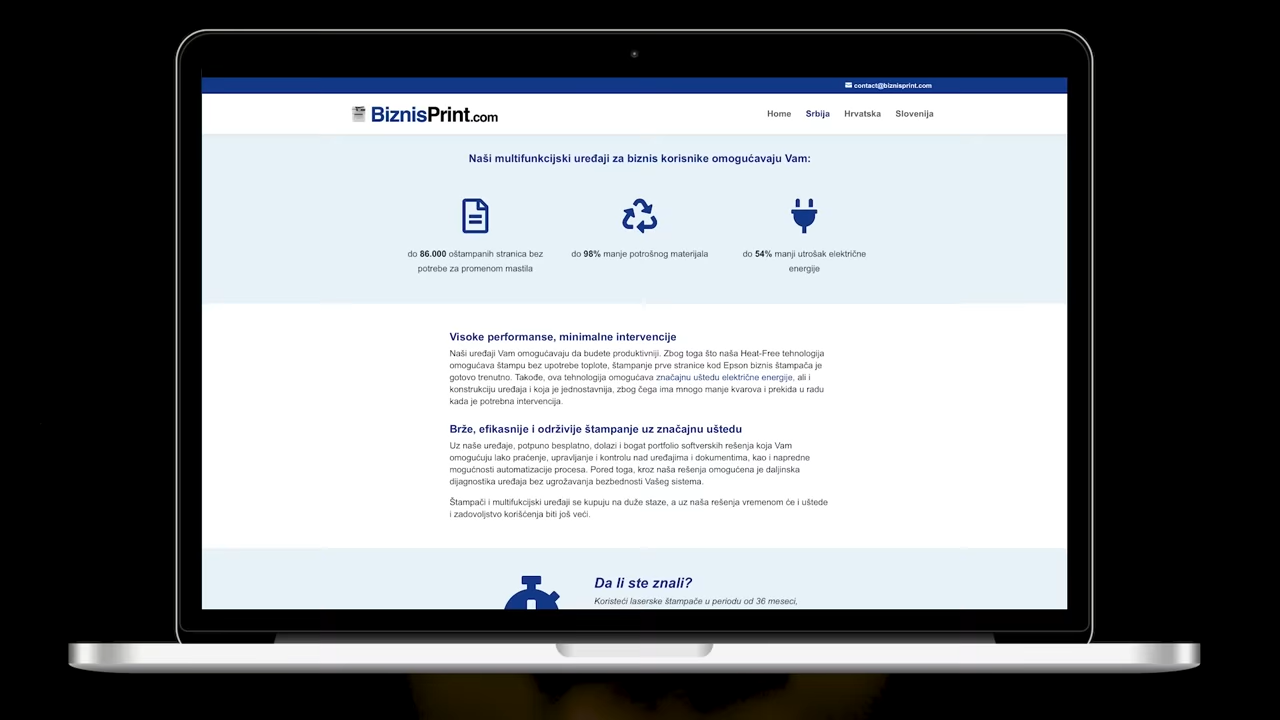 contact@biznisprint.com
BiznisPrint.com
Home Srbija Hrvatska Slovenija
Naši multifunkcijski uređaji za biznis korisnike omogućavaju Vam:
do 86.000 oštampanih stranica bez
potrebe za promenom mastila
do 98% manje potrošnog materijala
do 54% manji utrošak električne
energije
Visoke performanse, minimalne intervencije
Naši uređaji Vam omogućavaju da budete produktivniji. Zbog toga što naša Heat-Free tehnologija
omogućava štampu bez upotrebe toplote, štampanje prve stranice kod Epson biznis štampača je
gotovo trenutno. Takođe, ova tehnologija omogućava značajnu uštedu električne energije, ali i
konstrukciju uređaja i koja je jednostavnija, zbog čega ima mnogo manje kvarova i prekida u radu
kada je potrebna intervencija.
Brže, efikasnije i održivije štampanje uz značajnu uštedu
Uz naše uređaje, potpuno besplatno, dolazi i bogat portfolio softverskih rešenja koja Vam
omogućuju lako praćenje, upravljanje i kontrolu nad uređajima i dokumentima, kao i napredne
mogućnosti automatizacije procesa. Pored toga, kroz naša rešenja omogućena je daljinska
dijagnostika uređaja bez ugrožavanja bezbednosti Vašeg sistema.
Štampači i multifukcijski uređaji se kupuju na duže staze, a uz naša rešenja vremenom će i uštede
i zadovoljstvo korišćenja biti još veći.
Da li ste znali?
Koristeći laserske štampače u periodu od 36 meseci,